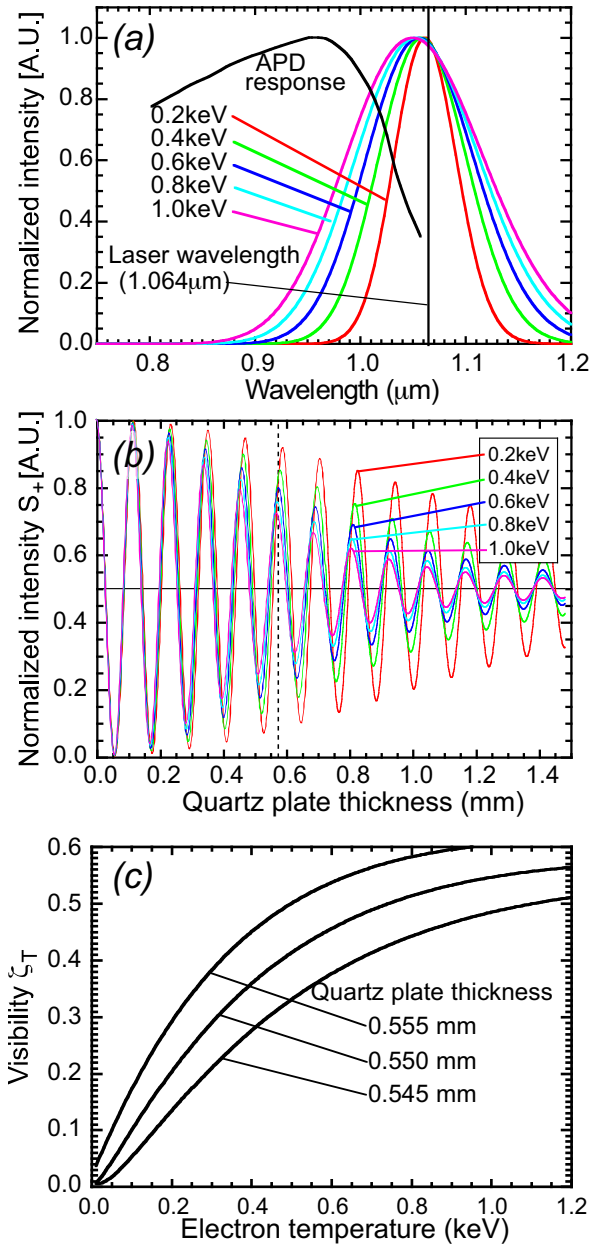 (a)
Normalized intensity [A.U.]
1.0
0.8
0.6
0.4
0.2
0.0
APD
response
0.2keV
0.4keV
0.6keV
0.8keV
1.0keV
Laser wavelength
(1.064μm)
0.8 0.9 1.0 1.1 1.2
Wavelength (μm)
(b)
Normalized intensity S+[A.U.]
1.0
0.8
0.6
0.4
0.2
0.0
0.2keV
0.4keV
0.6keV
0.8keV
1.0keV
0.0 0.2 0.4 0.6 0.8 1.0 1.2 1.4
Quartz plate thickness (mm)
(c)
Visibility ζT
0.6
0.5
0.4
0.3
0.2
0.1
0.0
Quartz plate thickness
0.555 mm
0.550 mm
0.545 mm
0.0 0.2 0.4 0.6 0.8 1.0 1.2
Electron temperature (keV)